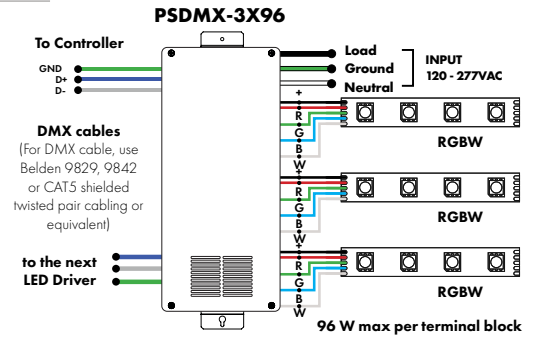 PSDMX-3X96
To Controller
GND
D+
D-
DMX cables
(For DMX cable, use
Belden 9829, 9842
or CAT5 shielded
twisted pair cabling or
equivalent)
to the next
LED Driver
Load
Ground
Neutral
INPUT
120 - 277VAC
+
R
G
B
W
RGBW
+
R
G
B
W
RGBW
+
R
G
B
W
RGBW
96 W max per terminal block